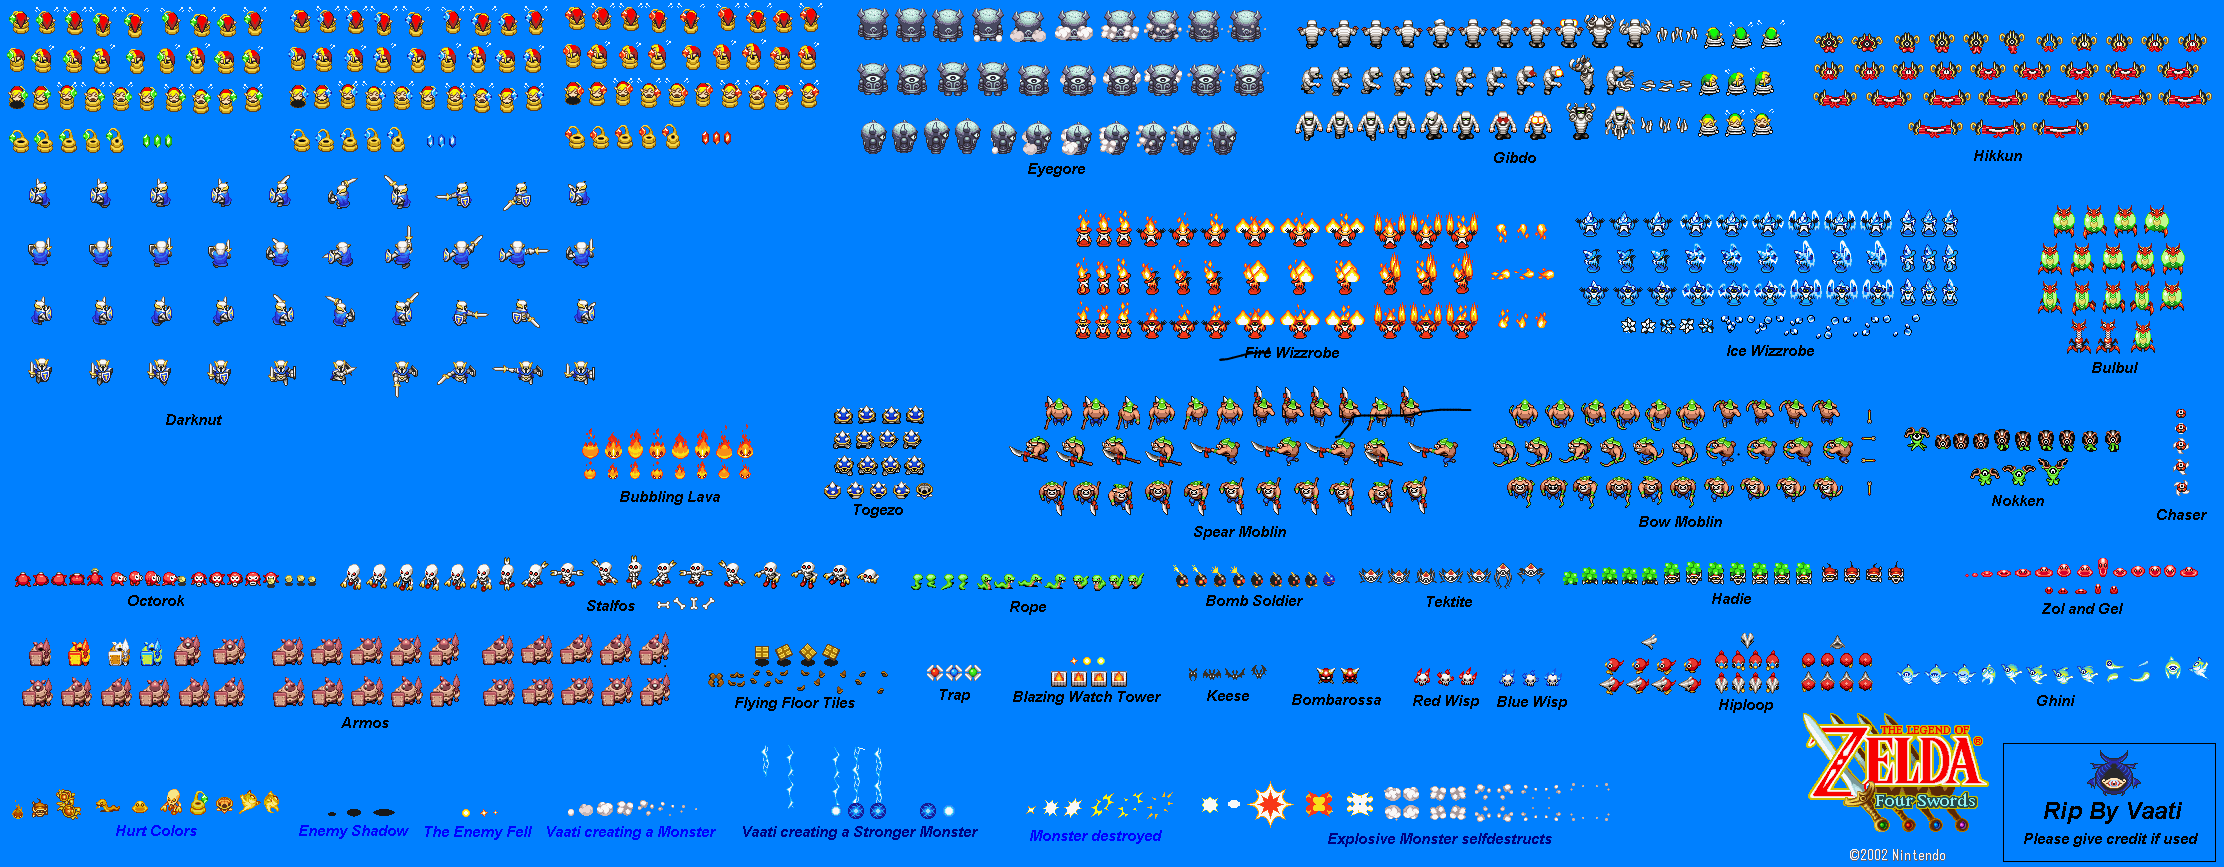 Eyegore
Gibdo
Hikkun
Fire Wizzrobe
Ice Wizzrobe
Bulbul
Darknut
Bubbling Lava
Togezo
Spear Moblin
Bow Moblin
Nokken
Chaser
Octorok
Stalfos
Rope
Bomb Soldier
Tektite
Hadie
Zol and Gel
Armos
Flying Floor Tiles
Trap
Blazing Watch Tower
Keese
Bombarossa
Red Wisp
Blue Wisp
Hiploop
Ghini
THE LEGEND OF
ZELDA®
Four Swords
Hurt Colors
Enemy Shadow
The Enemy Fell
Vaati creating a Monster
Vaati creating a Stronger Monster
Monster destroyed
Explosive Monster selfdestructs
©2002 Nintendo
Rip By Vaati
Please give credit if used